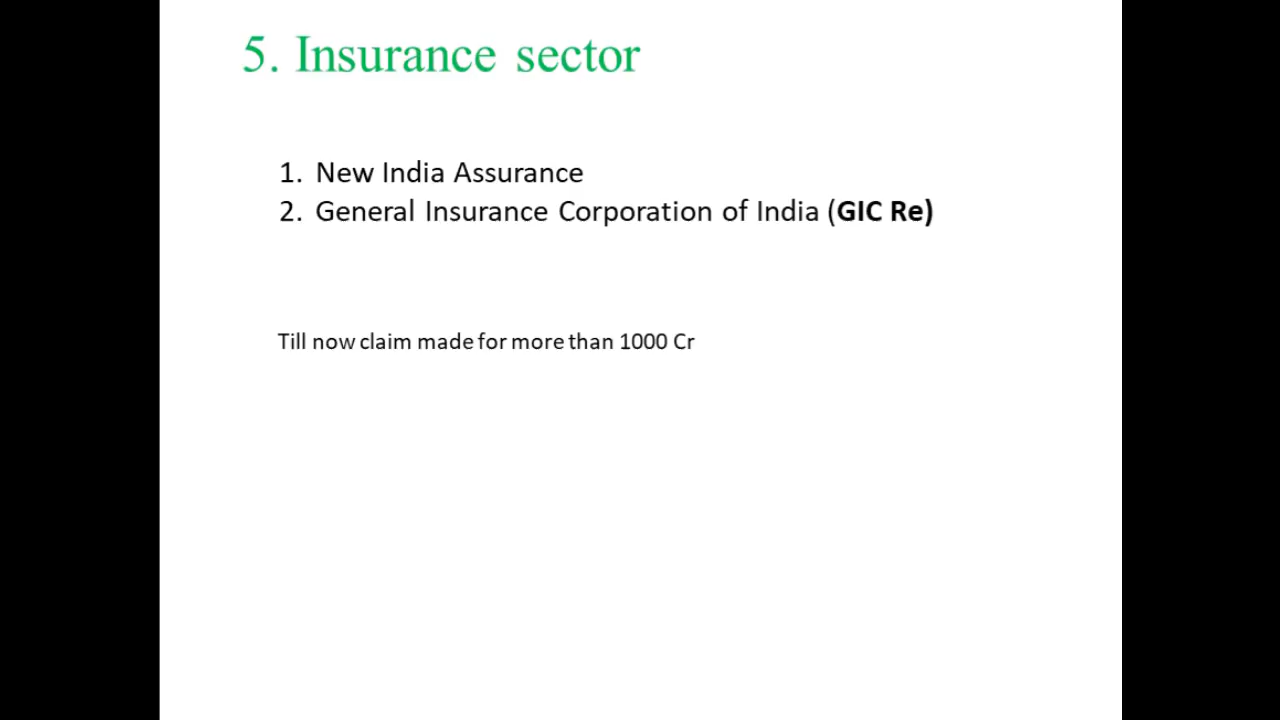 5. Insurance sector
1. New India Assurance
2. General Insurance Corporation of India (GIC Re)
Till now claim made for more than 1000 Cr